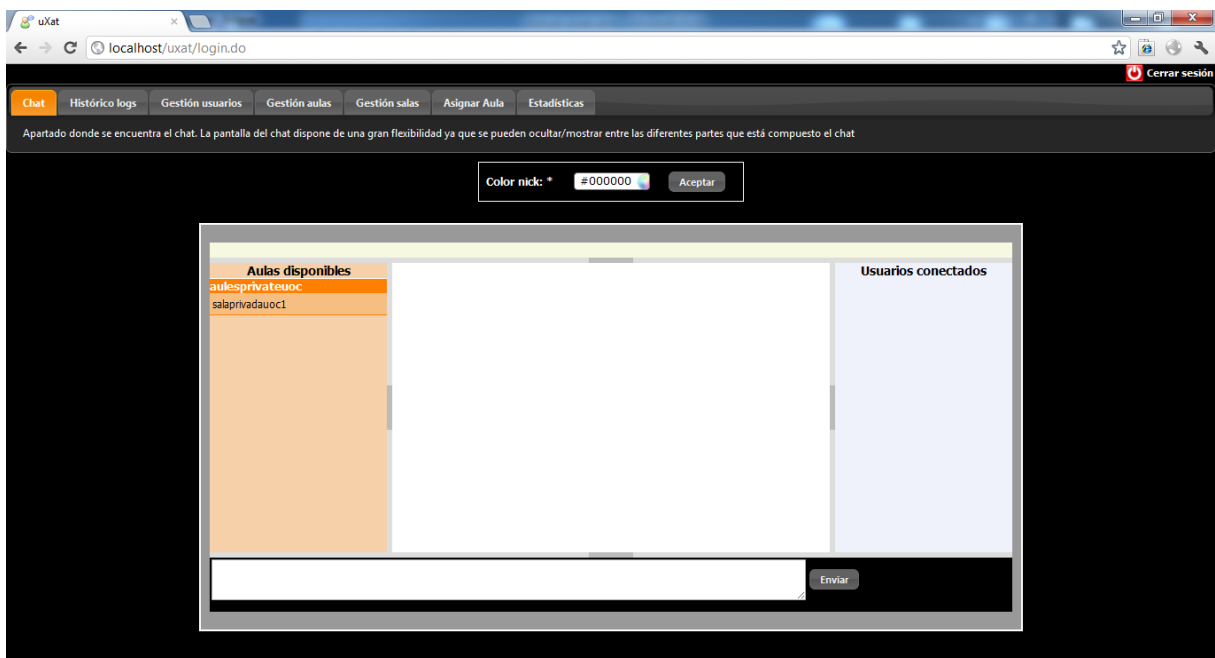 uXat
localhost/uxat/login.do
Cerrar sesión
Chat Histórico logs Gestión usuarios Gestión aulas Gestión salas Asignar Aula Estadísticas
Apartado donde se encuentra el chat. La pantalla del chat dispone de una gran flexibilidad ya que se pueden ocultar/mostrar entre las diferentes partes que está compuesto el chat
Color nick: * #000000 Aceptar
Aulas disponibles
aulesprivateuoc
salaprivadauoc1
Usuarios conectados
Enviar